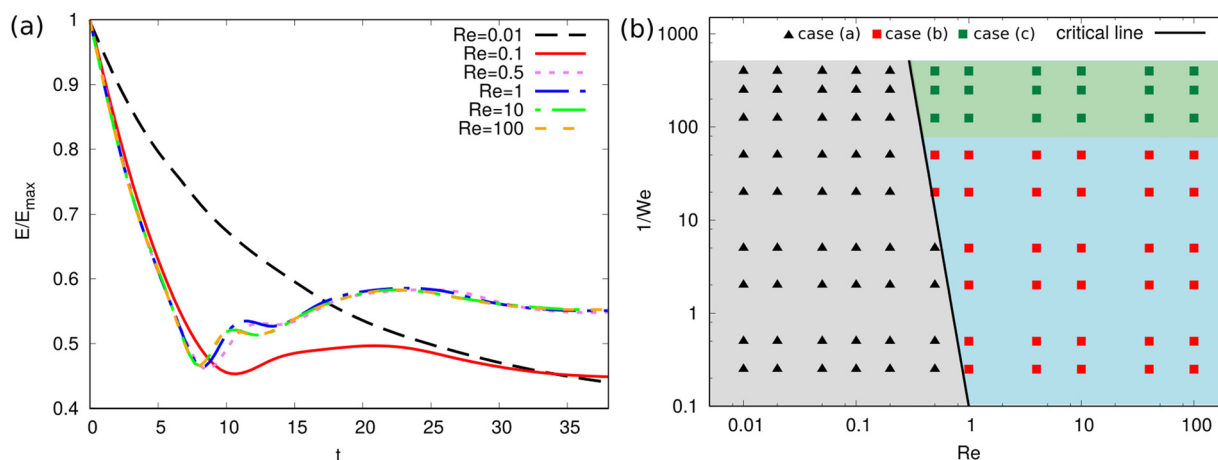 (a)
Re=0.01
Re=0.1
Re=0.5
Re=1
Re=10
Re=100
1
0.9
0.8
0.7
0.6
0.5
0.4
E/Emax
0 5 10 15 20 25 30 35
t
(b)
case (a) case (b) case (c) critical line
1000
100
10
1
0.1
1/We
0.01 0.1 1 10 100
Re